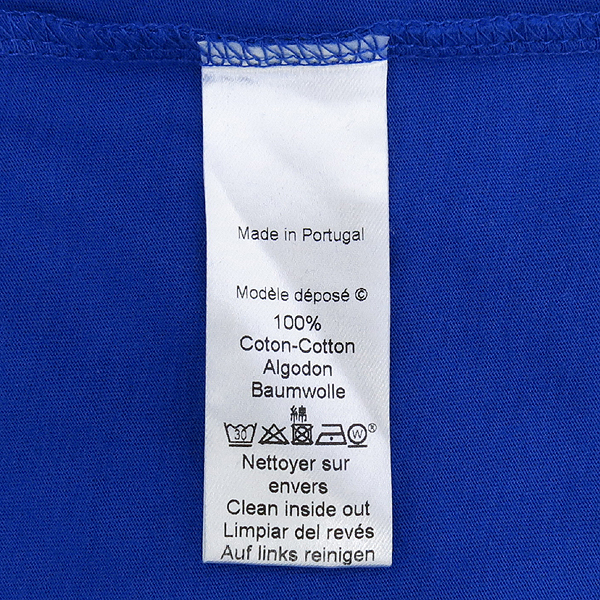 Made in Portugal
Modèle déposé ©
100%
Coton-Cotton
Algodon
Baumwolle
綿
30 W ®
Nettoyer sur
envers
Clean inside out
Limpiar del revés
Auf links reinigen